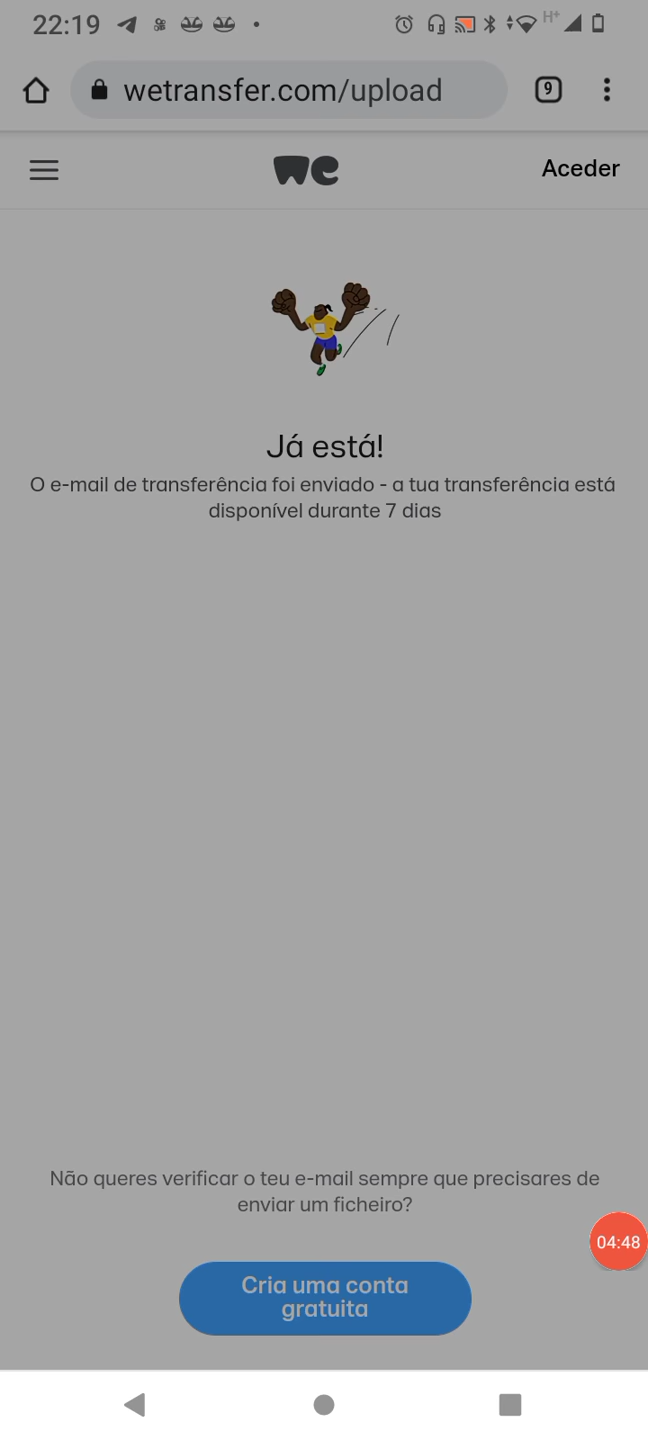 22:19
H+
wetransfer.com/upload
9
we
Aceder
Já está!
O e-mail de transferência foi enviado - a tua transferência está
disponível durante 7 dias
Não queres verificar o teu e-mail sempre que precisares de
enviar um ficheiro?
04:48
Cria uma conta
gratuita